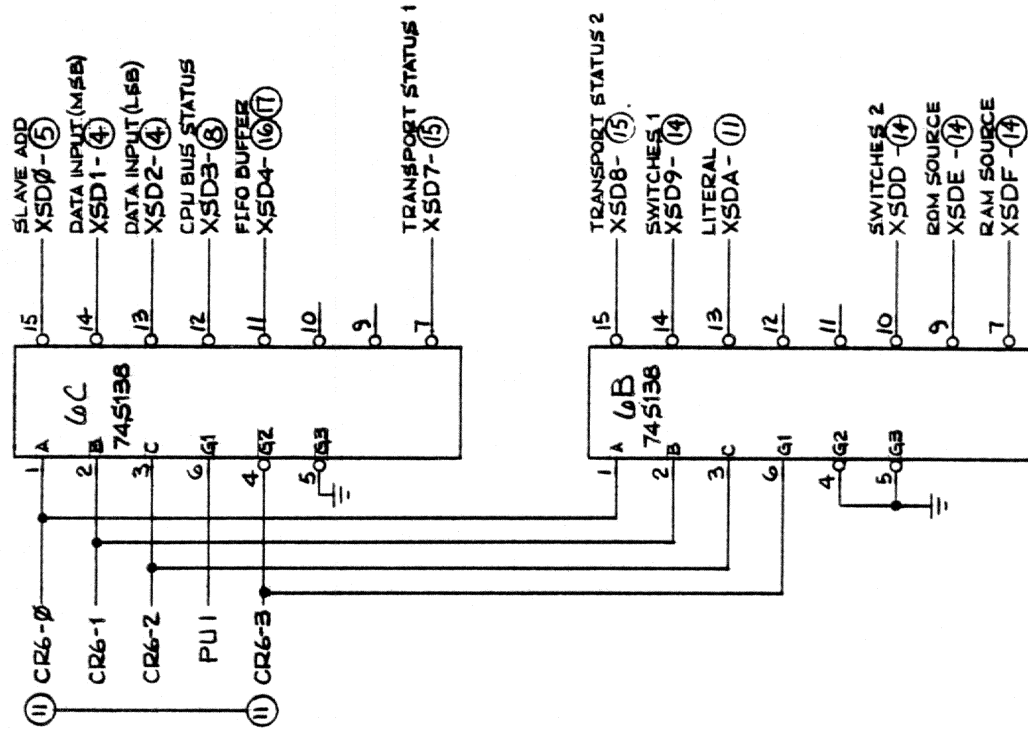 SLAVE ADD
XSDØ-(5)
DATA INPUT (MSB)
XSD1-(4)
DATA INPUT (LSB)
XSD2-(4)
CPU BUS STATUS
XSD3-(8)
FIFO BUFFER
XSD4-(16)(17)
TRANSPORT STATUS 1
XSD7-(15)
15
14
13
12
11
10
9
7
6C
74S138
A
B
C
G1
G2
G3
1
2
3
6
4
5
(11) CR6-Ø
CR6-1
CR6-2
PU1
(11) CR6-3
TRANSPORT STATUS 2
XSD8-(15).
SWITCHES 1
XSD9-(14)
LITERAL
XSDA-(11)
SWITCHES 2
XSDD-(14)
ROM SOURCE
XSDE-(14)
RAM SOURCE
XSDF-(14)
15
14
13
12
11
10
9
7
6B
74S138
A
B
C
G1
G2
G3
1
2
3
6
4
5